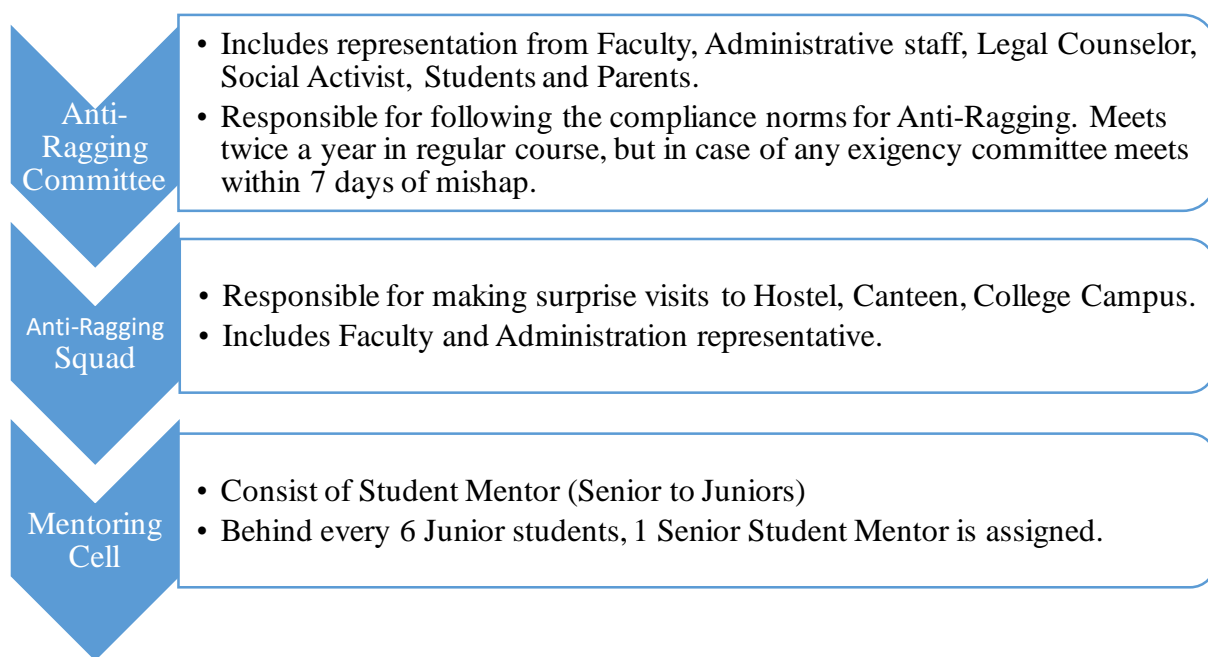 Anti-
Ragging
Committee
• Includes representation from Faculty, Administrative staff, Legal Counselor,
Social Activist, Students and Parents.
• Responsible for following the compliance norms for Anti-Ragging. Meets
twice a year in regular course, but in case of any exigency committee meets
within 7 days of mishap.
Anti-Ragging
Squad
• Responsible for making surprise visits to Hostel, Canteen, College Campus.
• Includes Faculty and Administration representative.
Mentoring
Cell
• Consist of Student Mentor (Senior to Juniors)
• Behind every 6 Junior students, 1 Senior Student Mentor is assigned.